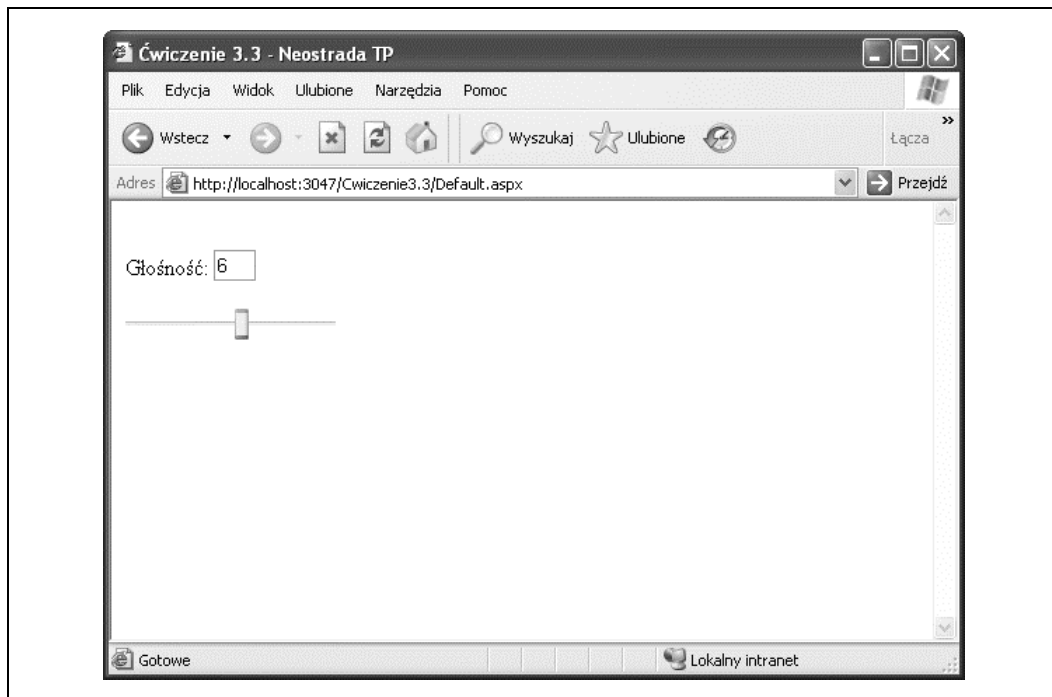 Ćwiczenie 3.3 - Neostrada TP
Plik Edycja Widok Ulubione Narzędzia Pomoc
Wstecz Wyszukaj Ulubione Łącza »
Adres http://localhost:3047/Cwiczenie3.3/Default.aspx Przejdź
Głośność: 6
Gotowe Lokalny intranet